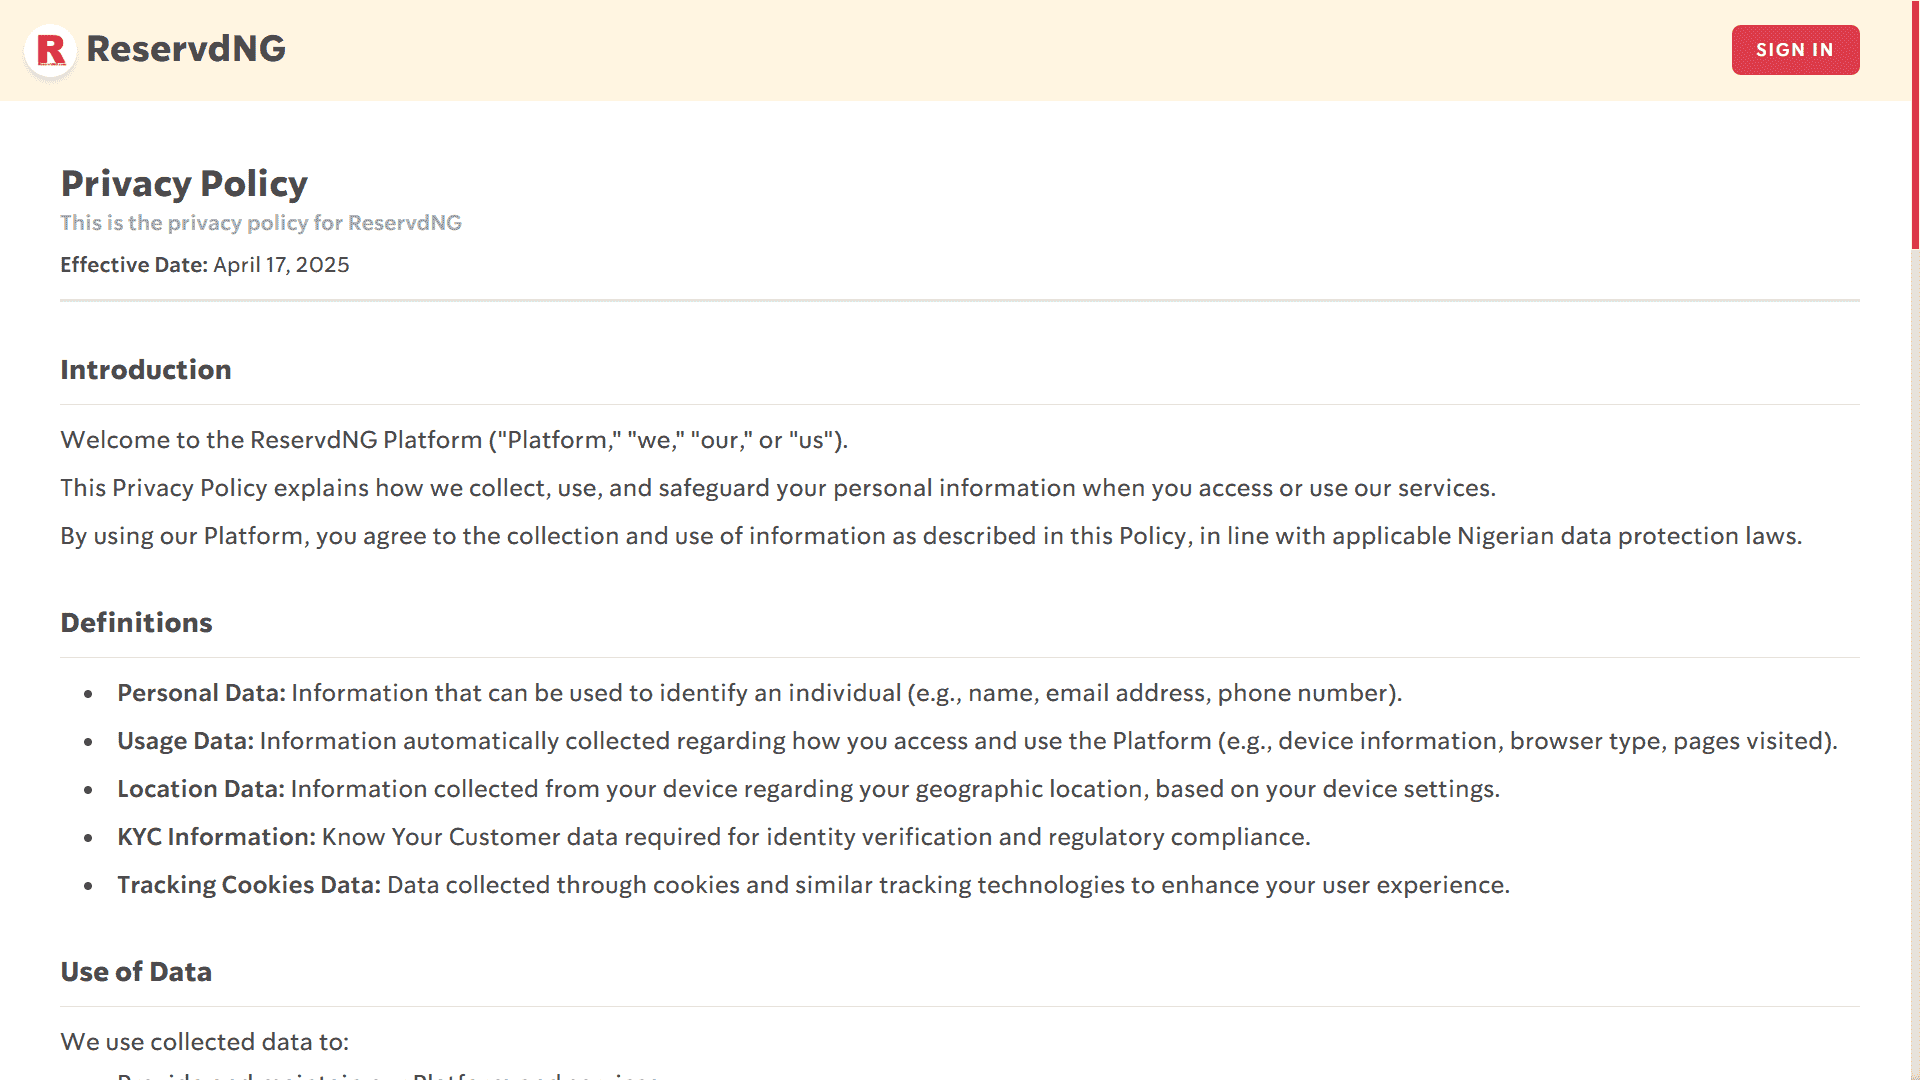 R ReservdNG
SIGN IN
Privacy Policy
This is the privacy policy for ReservdNG
Effective Date: April 17, 2025
Introduction
Welcome to the ReservdNG Platform ("Platform," "we," "our," or "us").
This Privacy Policy explains how we collect, use, and safeguard your personal information when you access or use our services.
By using our Platform, you agree to the collection and use of information as described in this Policy, in line with applicable Nigerian data protection laws.
Definitions
• Personal Data: Information that can be used to identify an individual (e.g., name, email address, phone number).
• Usage Data: Information automatically collected regarding how you access and use the Platform (e.g., device information, browser type, pages visited).
• Location Data: Information collected from your device regarding your geographic location, based on your device settings.
• KYC Information: Know Your Customer data required for identity verification and regulatory compliance.
• Tracking Cookies Data: Data collected through cookies and similar tracking technologies to enhance your user experience.
Use of Data
We use collected data to: